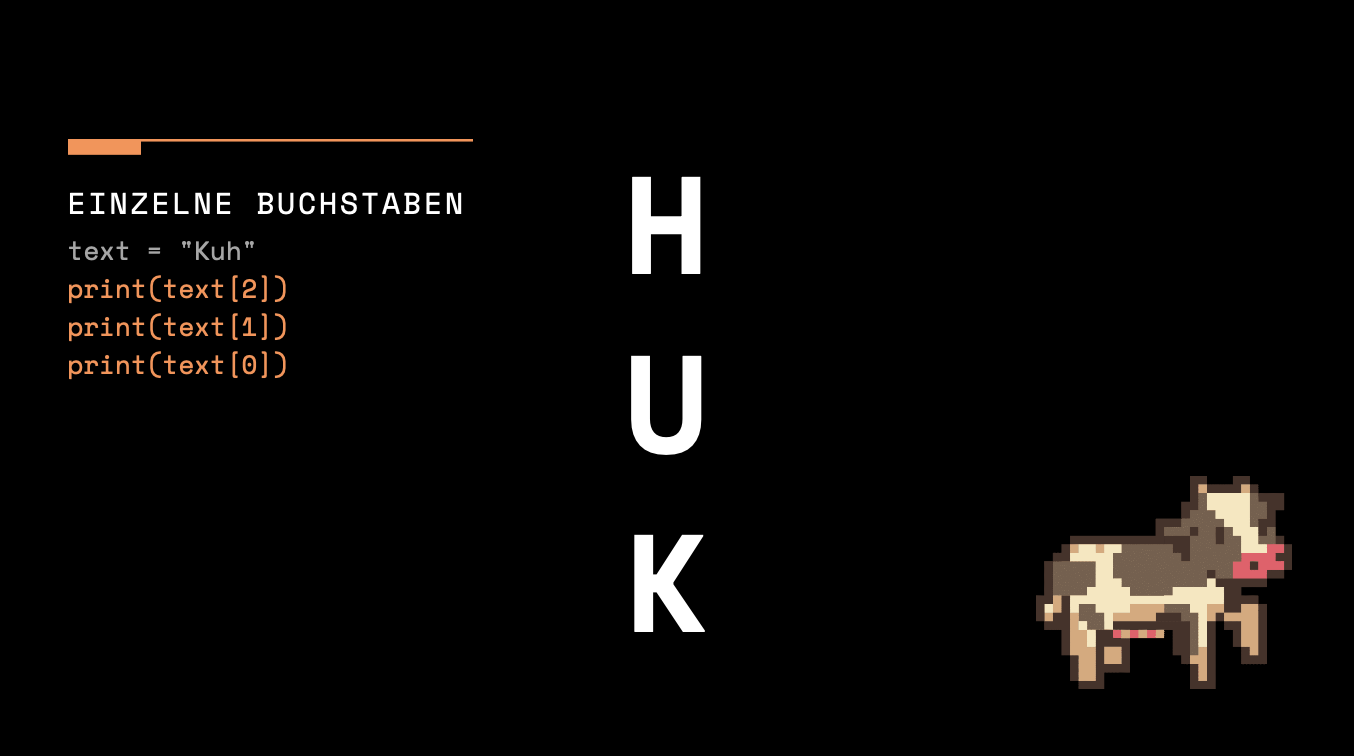 EINZELNE BUCHSTABEN
text = "Kuh"
print(text[2])
print(text[1])
print(text[0])
H
U
K